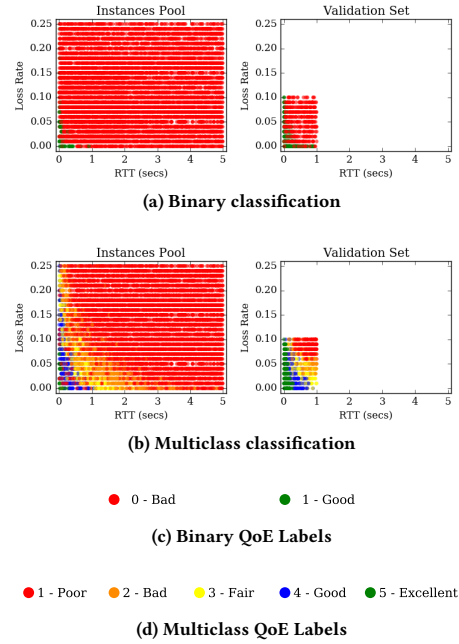 Instances Pool
Validation Set
Loss Rate
0.25
0.20
0.15
0.10
0.05
0.00
0 1 2 3 4 5
RTT (secs)
Loss Rate
0.25
0.20
0.15
0.10
0.05
0.00
0 1 2 3 4 5
RTT (secs)
(a) Binary classification
Instances Pool
Validation Set
Loss Rate
0.25
0.20
0.15
0.10
0.05
0.00
0 1 2 3 4 5
RTT (secs)
Loss Rate
0.25
0.20
0.15
0.10
0.05
0.00
0 1 2 3 4 5
RTT (secs)
(b) Multiclass classification
0 - Bad 1 - Good
(c) Binary QoE Labels
1 - Poor 2 - Bad 3 - Fair 4 - Good 5 - Excellent
(d) Multiclass QoE Labels